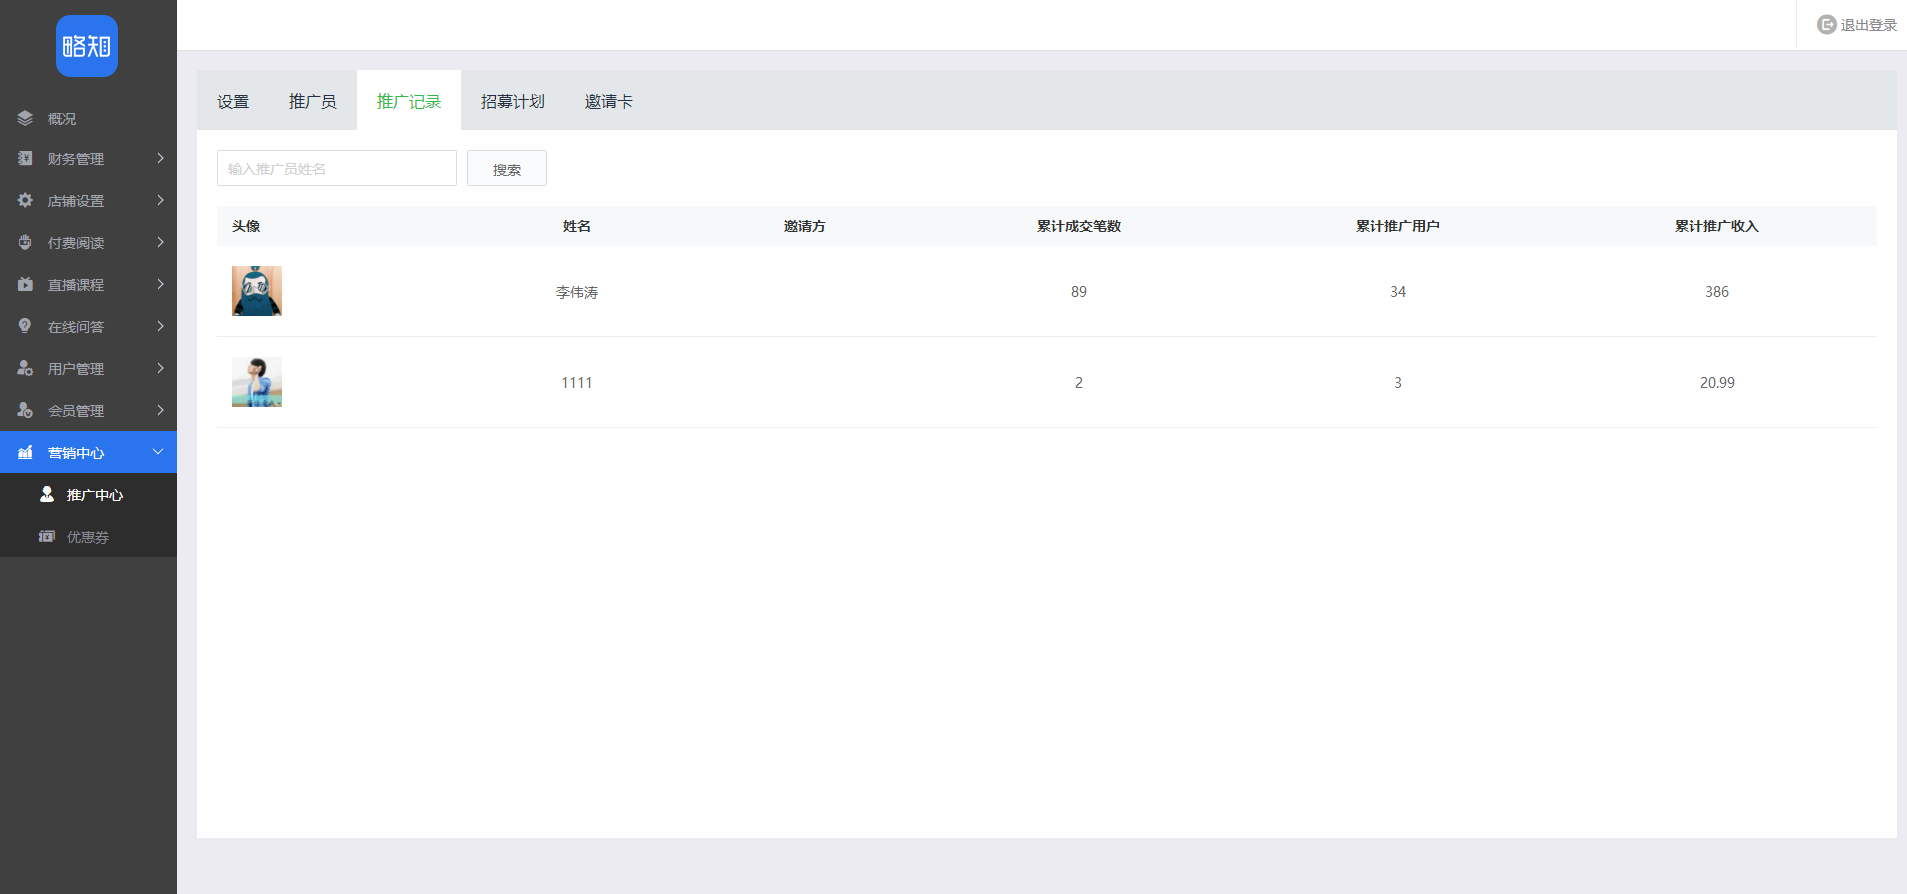 略知
退出登录
概况
财务管理
店铺设置
付费阅读
直播课程
在线问答
用户管理
会员管理
营销中心
推广中心
优惠券
设置 推广员 推广记录 招募计划 邀请卡
输入推广员姓名 搜索
头像 姓名 邀请方 累计成交笔数 累计推广用户 累计推广收入
李伟涛 89 34 386
1111 2 3 20.99